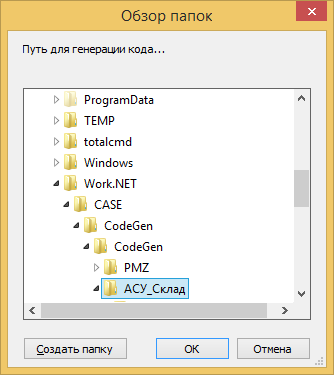 Обзор папок
Путь для генерации кода...
ProgramData
TEMP
totalcmd
Windows
Work.NET
CASE
CodeGen
CodeGen
PMZ
АСУ_Склад
Создать папку
ОК
Отмена